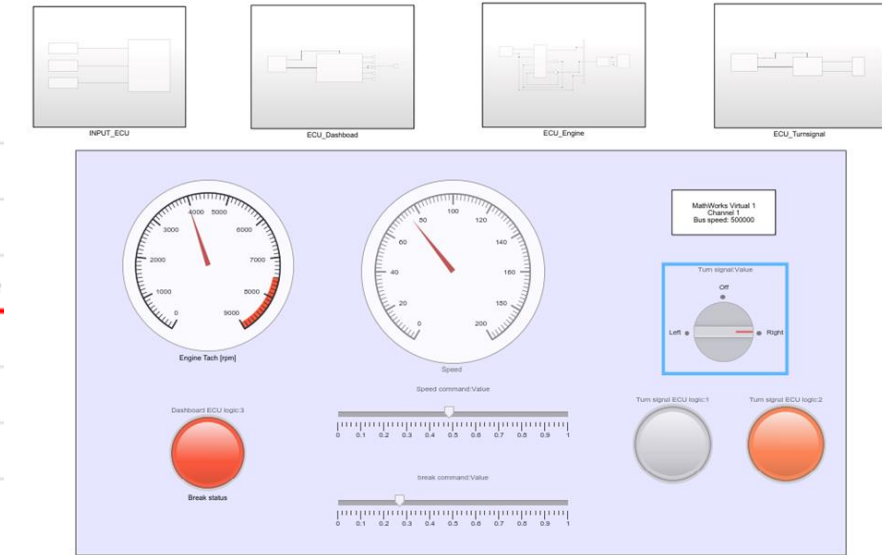 INPUT_ECU
ECU_Dashboad
ECU_Engine
ECU_Turnsignal
0
1000
2000
3000
4000
5000
6000
7000
8000
9000
Engine Tach [rpm]
0
20
40
60
80
100
120
140
160
180
200
Speed
MathWorks Virtual 1
Channel 1
Bus speed: 500000
Turn signal:Value
Off
Left
Right
Speed command:Value
0 0.1 0.2 0.3 0.4 0.5 0.6 0.7 0.8 0.9 1
Dashboart ECU logic:3
Break status
Turn signal ECU logic:1
Turn signal ECU logic:2
break command:Value
0 0.1 0.2 0.3 0.4 0.5 0.6 0.7 0.8 0.9 1